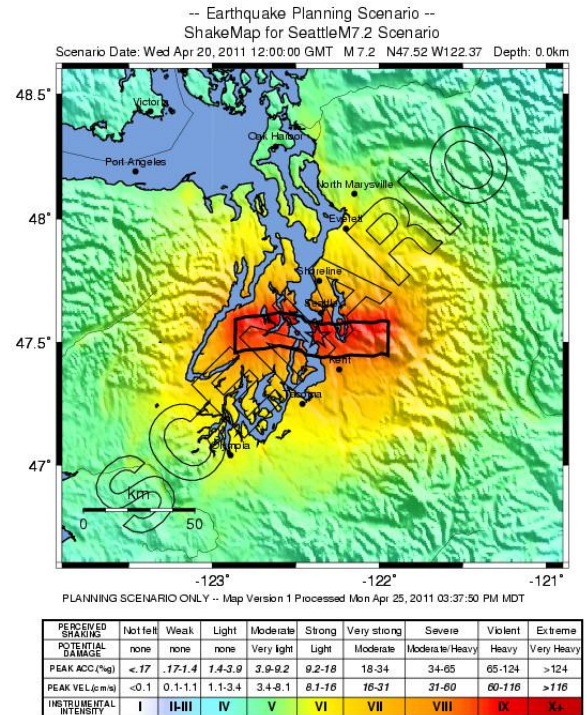 -- Earthquake Planning Scenario --
ShakeMap for SeattleM7.2 Scenario
Scenario Date: Wed Apr 20, 2011 12:00:00 GMT M 7.2 N47.52 W122.37 Depth: 0.0km
48.5˚
Victoria
Oak Harbor
Port Angeles
North Marysville
48˚
Everett
Shoreline
Seattle
47.5˚
Kent
Tacoma
Olympia
47˚
SCENARIO
km
0 50
-123˚ -122˚ -121˚
PLANNING SCENARIO ONLY -- Map Version 1 Processed Mon Apr 25, 2011 03:37:50 PM MDT
PERCEIVED SHAKING Not felt Weak Light Moderate Strong Very strong Severe Violent Extreme
POTENTIAL DAMAGE none none none Very light Light Moderate Moderate/Heavy Heavy Very Heavy
PEAK ACC.(%g) <.17 .17-1.4 1.4-3.9 3.9-9.2 9.2-18 18-34 34-65 65-124 >124
PEAK VEL.(cm/s) <0.1 0.1-1.1 1.1-3.4 3.4-8.1 8.1-16 16-31 31-60 60-116 >116
INSTRUMENTAL INTENSITY I II-III IV V VI VII VIII IX X+